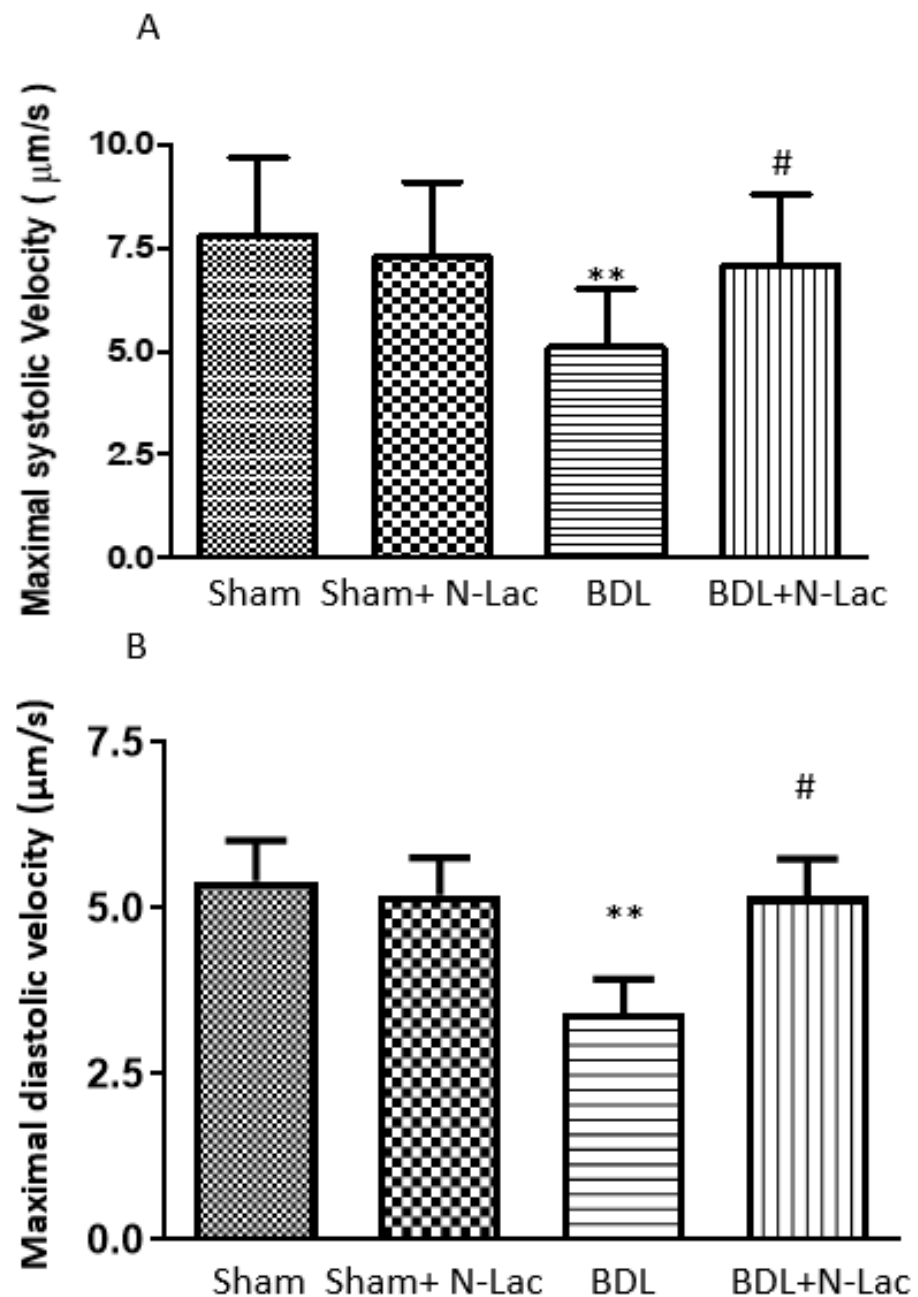 A
Maximal systolic Velocity ( μm/s )
10.0
7.5
5.0
2.5
0.0
**
#
Sham Sham+ N-Lac BDL BDL+N-Lac
B
Maximal diastolic velocity (μm/s)
7.5
5.0
2.5
0.0
**
#
Sham Sham+ N-Lac BDL BDL+N-Lac